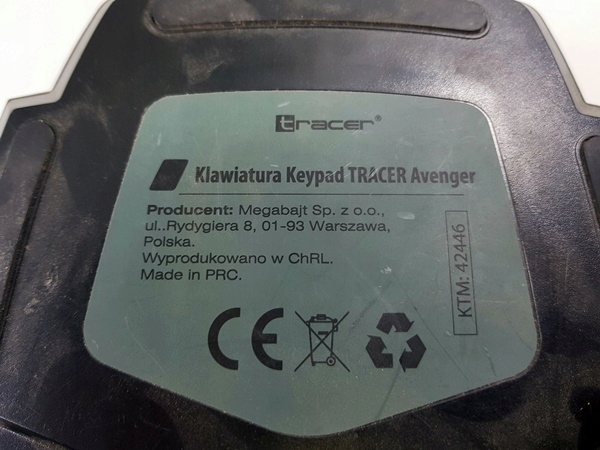 tracer®
Klawiatura Keypad TRACER Avenger
Producent: Megabajt Sp. z o.o.,
ul..Rydygiera 8, 01-93 Warszawa,
Polska.
Wyprodukowano w ChRL.
Made in PRC.
KTM: 42446
CE